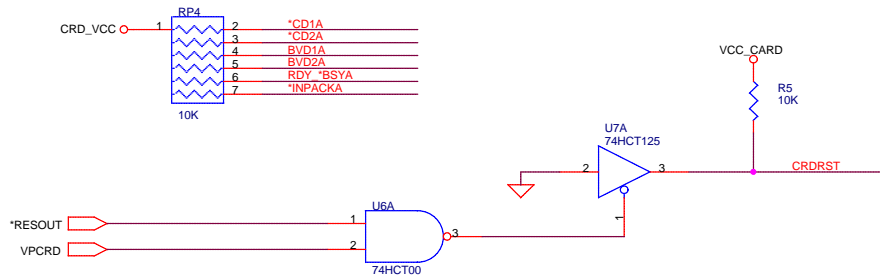 RP4
CRD_VCC 1 2 *CD1A
3 *CD2A
4 BVD1A
5 BVD2A
6 RDY_*BSYA
7 *INPACKA
10K
VCC_CARD
R5
10K
U7A
74HCT125
2 3 CRDRST
1
U6A
*RESOUT 1
3
VPCRD 2
74HCT00